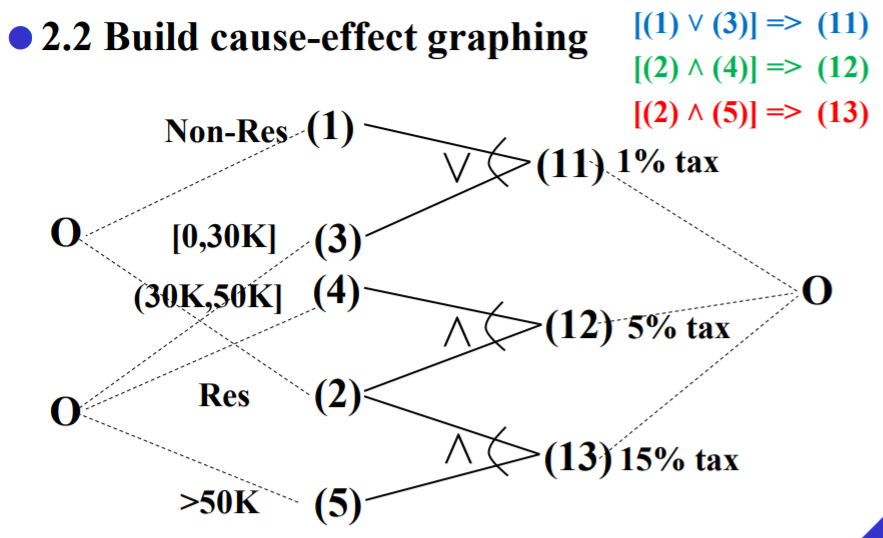 2.2 Build cause-effect graphing
[(1) ∨ (3)] => (11)
[(2) ∧ (4)] => (12)
[(2) ∧ (5)] => (13)
Non-Res (1)
∨ (11) 1% tax
O [0,30K] (3)
(30K,50K] (4) O
∧ (12) 5% tax
O Res (2)
∧ (13) 15% tax
>50K (5)